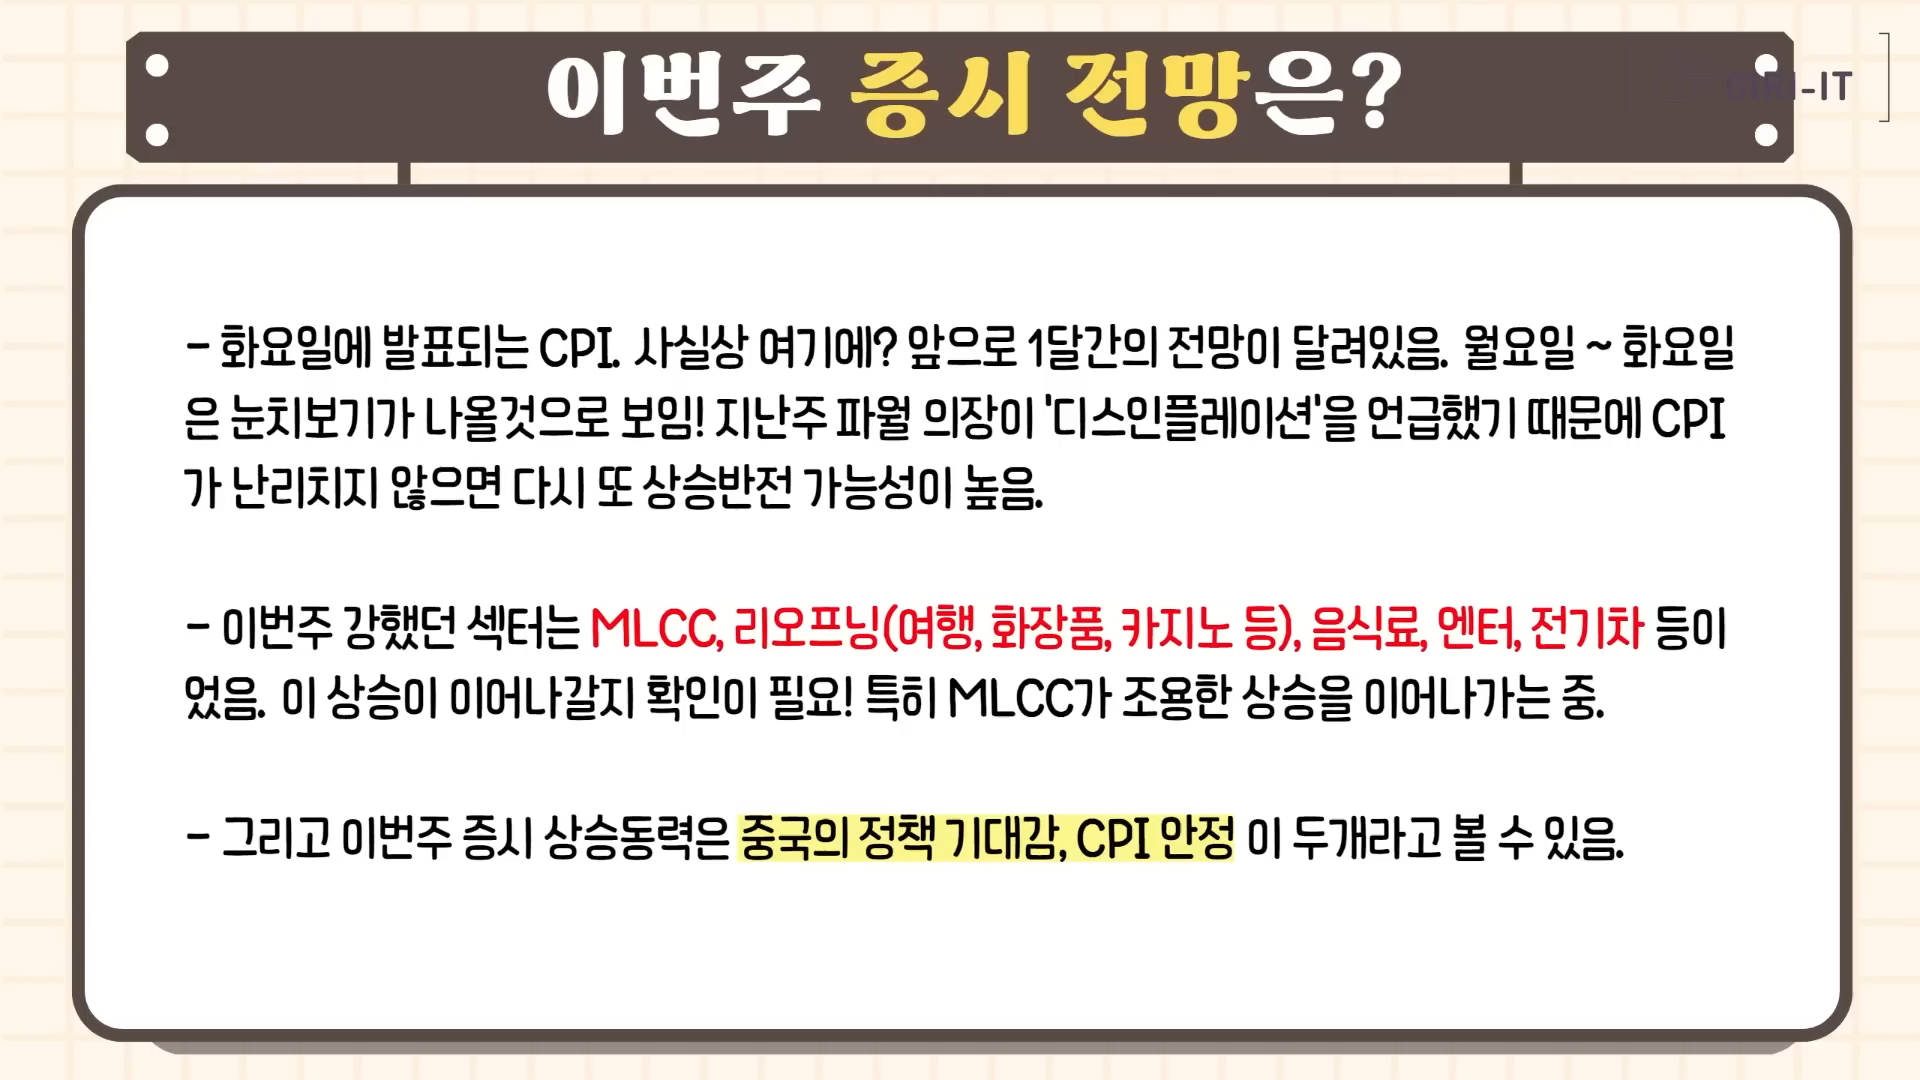 이번주 증시 전망은?
- 화요일에 발표되는 CPI. 사실상 여기에? 앞으로 1달간의 전망이 달려있음. 월요일 ~ 화요일
은 눈치보기가 나올것으로 보임! 지난주 파월 의장이 '디스인플레이션'을 언급했기 때문에 CPI
가 난리치지 않으면 다시 또 상승반전 가능성이 높음.
- 이번주 강했던 섹터는 MLCC, 리오프닝(여행, 화장품, 카지노 등), 음식료, 엔터, 전기차 등이
었음. 이 상승이 이어나갈지 확인이 필요! 특히 MLCC가 조용한 상승을 이어나가는 중.
- 그리고 이번주 증시 상승동력은 중국의 정책 기대감, CPI 안정 이 두개라고 볼 수 있음.